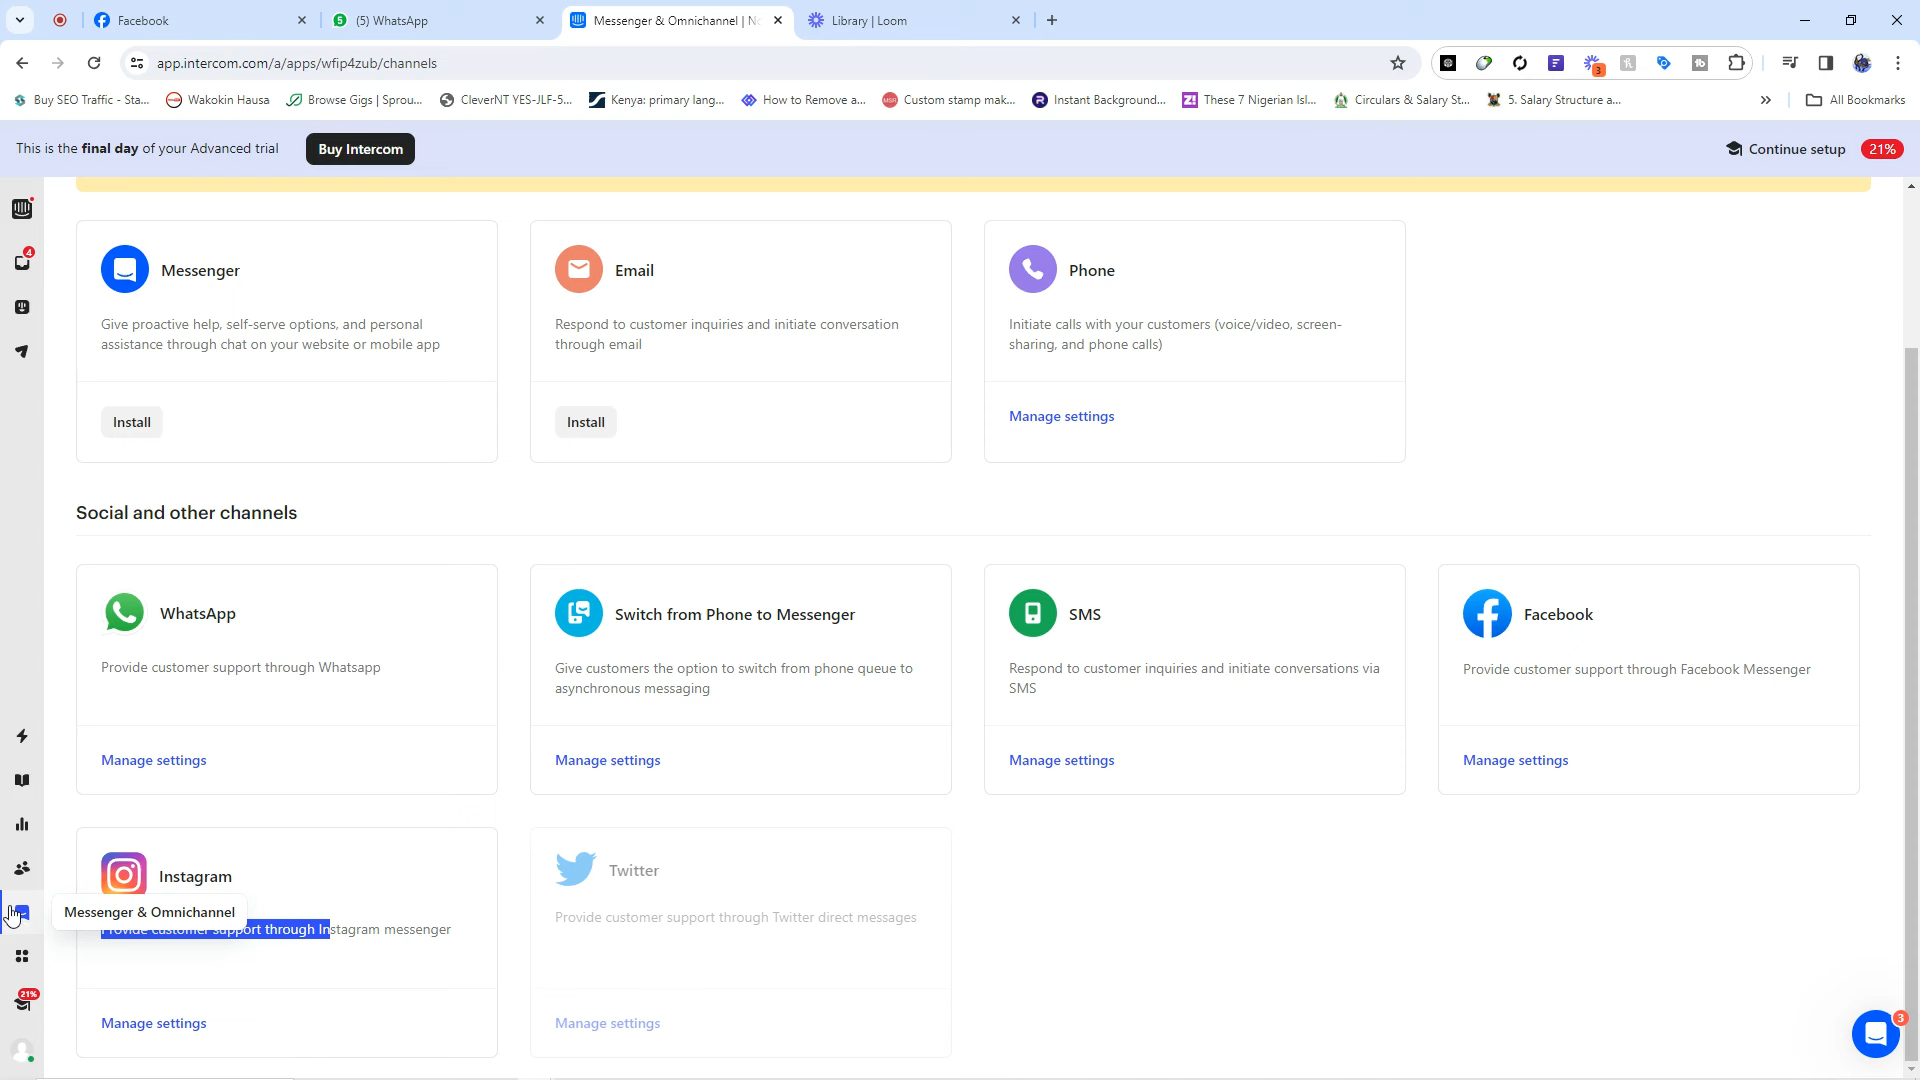 Facebook
5 (5) WhatsApp
Messenger & Omnichannel | N
Library | Loom
app.intercom.com/a/apps/wfip4zub/channels
3
Buy SEO Traffic - Sta...
Wakokin Hausa
Browse Gigs | Sprou...
CleverNT YES-JLF-5...
Kenya: primary lang...
How to Remove a...
Custom stamp mak...
Instant Background...
These 7 Nigerian Isl...
Circulars & Salary St...
5. Salary Structure a...
All Bookmarks
This is the final day of your Advanced trial
Buy Intercom
Continue setup
21%
4
Messenger
Give proactive help, self-serve options, and personal
assistance through chat on your website or mobile app
Install
Email
Respond to customer inquiries and initiate conversation
through email
Install
Phone
Initiate calls with your customers (voice/video, screen-
sharing, and phone calls)
Manage settings
Social and other channels
WhatsApp
Provide customer support through Whatsapp
Manage settings
Switch from Phone to Messenger
Give customers the option to switch from phone queue to
asynchronous messaging
Manage settings
SMS
Respond to customer inquiries and initiate conversations via
SMS
Manage settings
Facebook
Provide customer support through Facebook Messenger
Manage settings
Instagram
Messenger & Omnichannel
Provide customer support through Instagram messenger
Manage settings
Twitter
Provide customer support through Twitter direct messages
Manage settings
21%
3